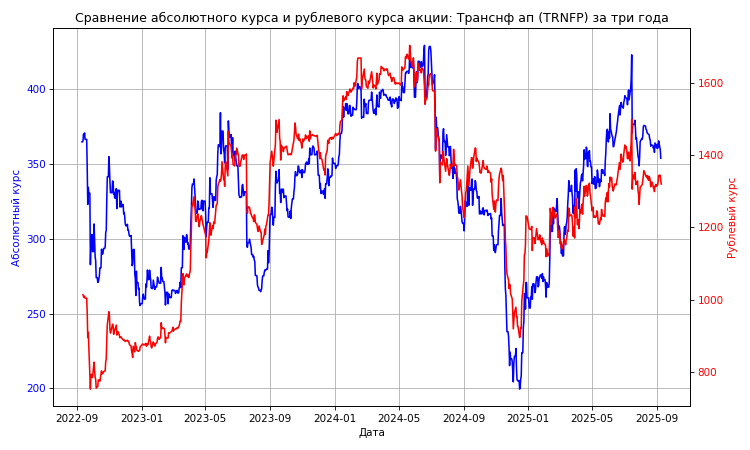 Сравнение абсолютного курса и рублевого курса акции: Транснф ап (TRNFP) за три года
Абсолютный курс
400
350
300
250
200
1600
1400
1200
1000
800
Рублевый курс
2022-09 2023-01 2023-05 2023-09 2024-01 2024-05 2024-09 2025-01 2025-05 2025-09
Дата